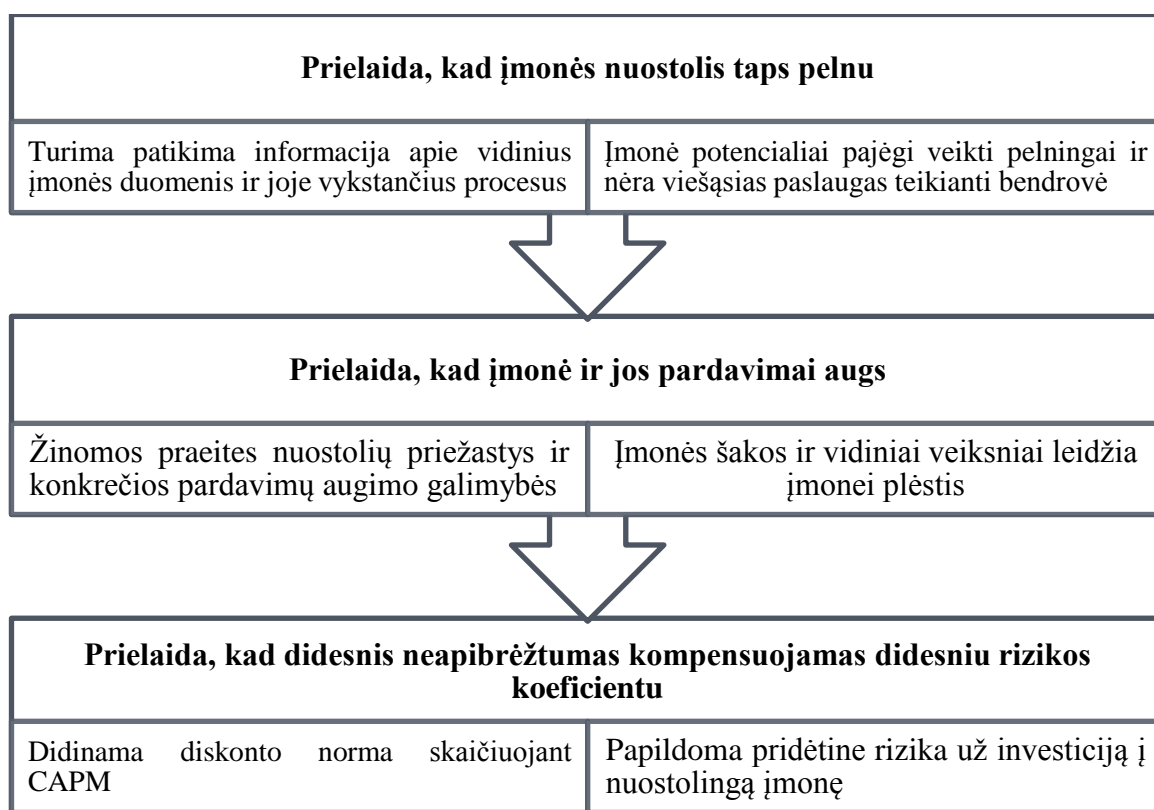 Prielaida, kad įmonės nuostolis taps pelnu
Turima patikima informacija apie vidinius
įmonės duomenis ir joje vykstančius procesus
Įmonė potencialiai pajėgi veikti pelningai ir
nėra viešąsias paslaugas teikianti bendrovė
Prielaida, kad įmonė ir jos pardavimai augs
Žinomos praeites nuostolių priežastys ir
konkrečios pardavimų augimo galimybės
Įmonės šakos ir vidiniai veiksniai leidžia
įmonei plėstis
Prielaida, kad didesnis neapibrėžtumas kompensuojamas didesniu rizikos
koeficientu
Didinama diskonto norma skaičiuojant
CAPM
Papildoma pridėtine rizika už investiciją į
nuostolingą įmonę